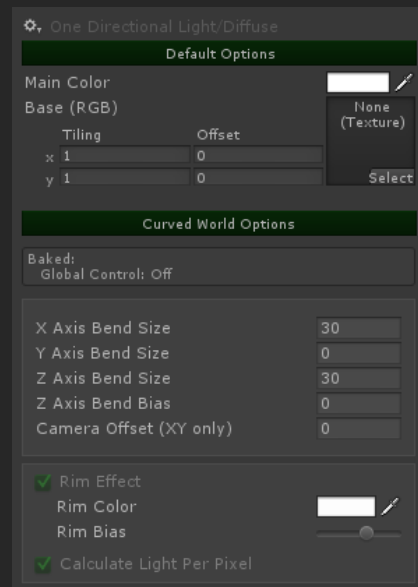 One Directional Light/Diffuse
Default Options
Main Color
Base (RGB)
None
(Texture)
Tiling Offset
x 1 0
y 1 0
Select
Curved World Options
Baked:
Global Control: Off
X Axis Bend Size 30
Y Axis Bend Size 0
Z Axis Bend Size 30
Z Axis Bend Bias 0
Camera Offset (XY only) 0
Rim Effect
Rim Color
Rim Bias
Calculate Light Per Pixel